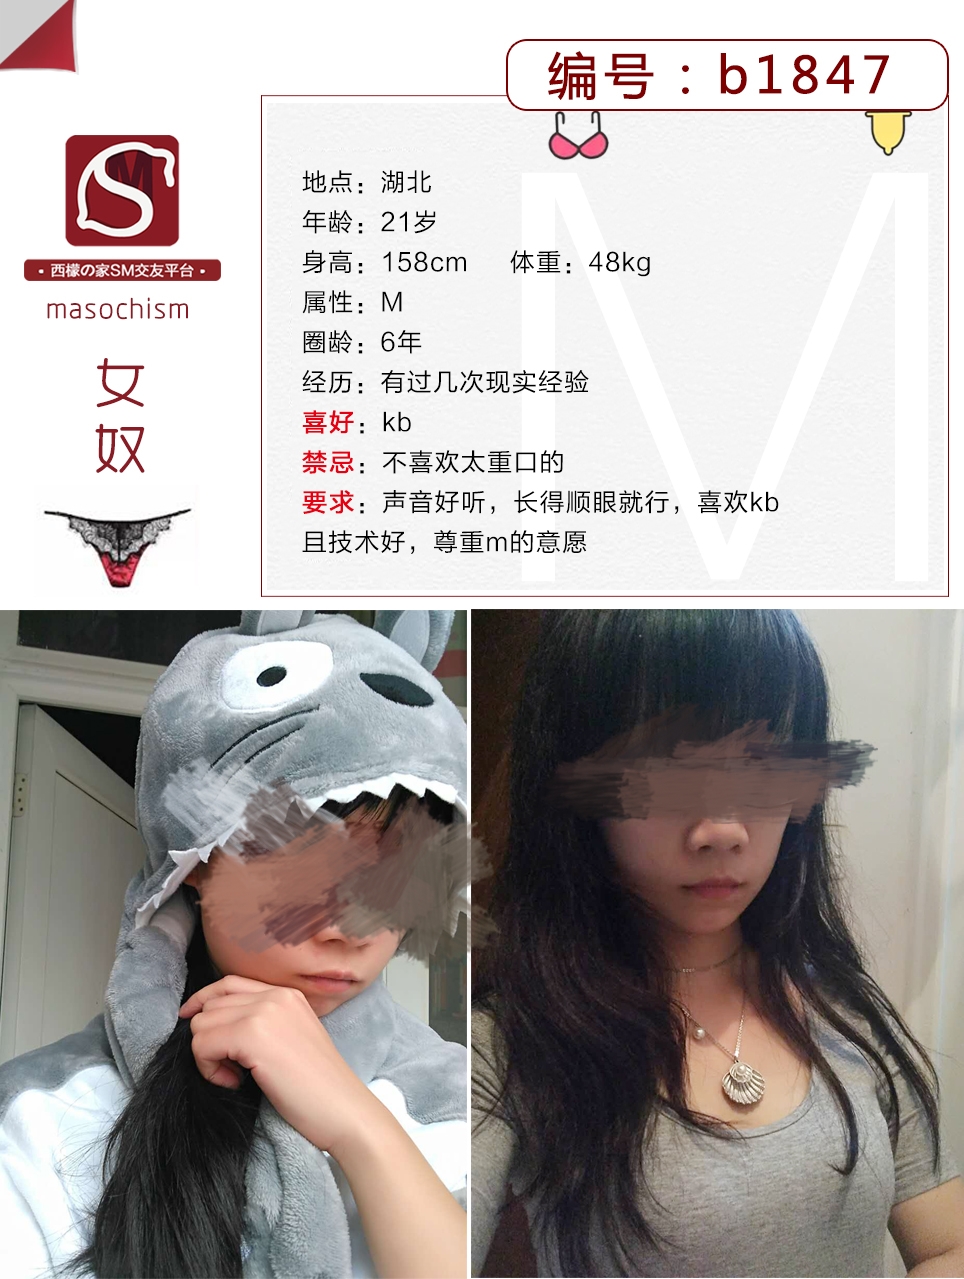 编号：b1847
西檬の家SM交友平台
masochism
女
奴
地点：湖北
年龄：21岁
身高：158cm 体重：48kg
属性：M
圈龄：6年
经历：有过几次现实经验
喜好：kb
禁忌：不喜欢太重口的
要求：声音好听，长得顺眼就行，喜欢kb
且技术好，尊重m的意愿